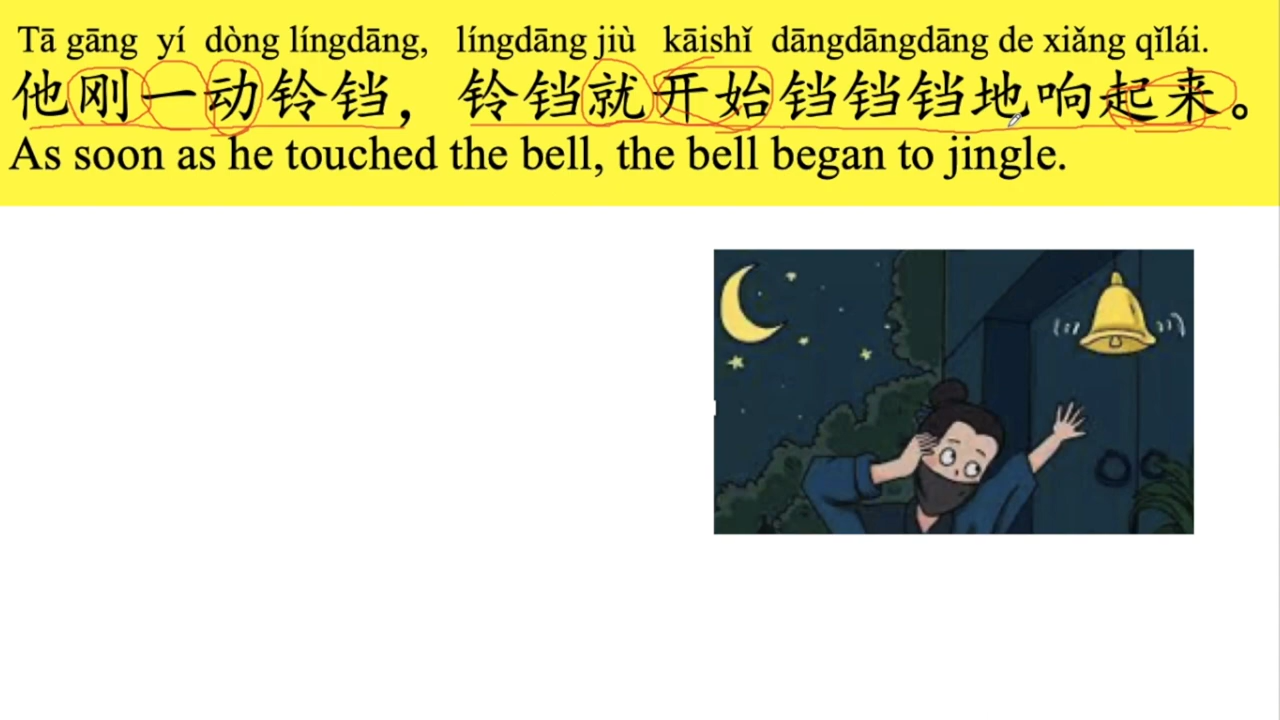 Tā gāng yí dòng língdāng, língdāng jiù kāishǐ dāngdāngdāng de xiǎng qǐlái.
他刚一动铃铛，铃铛就开始铛铛铛地响起来。
As soon as he touched the bell, the bell began to jingle.